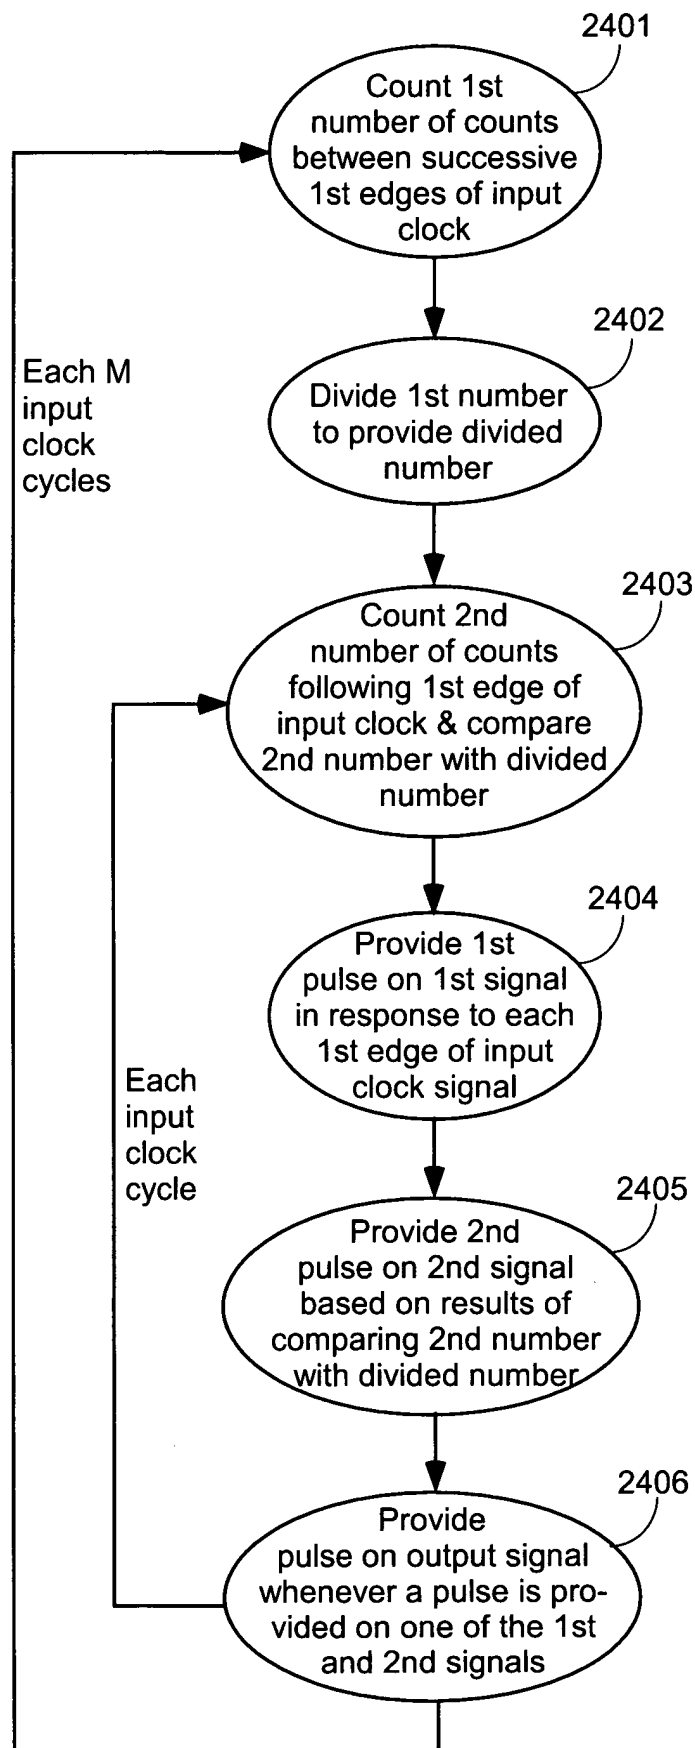 2401
Count 1st
number of counts
between successive
1st edges of input
clock
2402
Divide 1st number
to provide divided
number
Each M
input
clock
cycles
2403
Count 2nd
number of counts
following 1st edge of
input clock & compare
2nd number with divided
number
2404
Provide 1st
pulse on 1st signal
in response to each
1st edge of input
clock signal
Each
input
clock
cycle
2405
Provide 2nd
pulse on 2nd signal
based on results of
comparing 2nd number
with divided number
2406
Provide
pulse on output signal
whenever a pulse is pro-
vided on one of the 1st
and 2nd signals